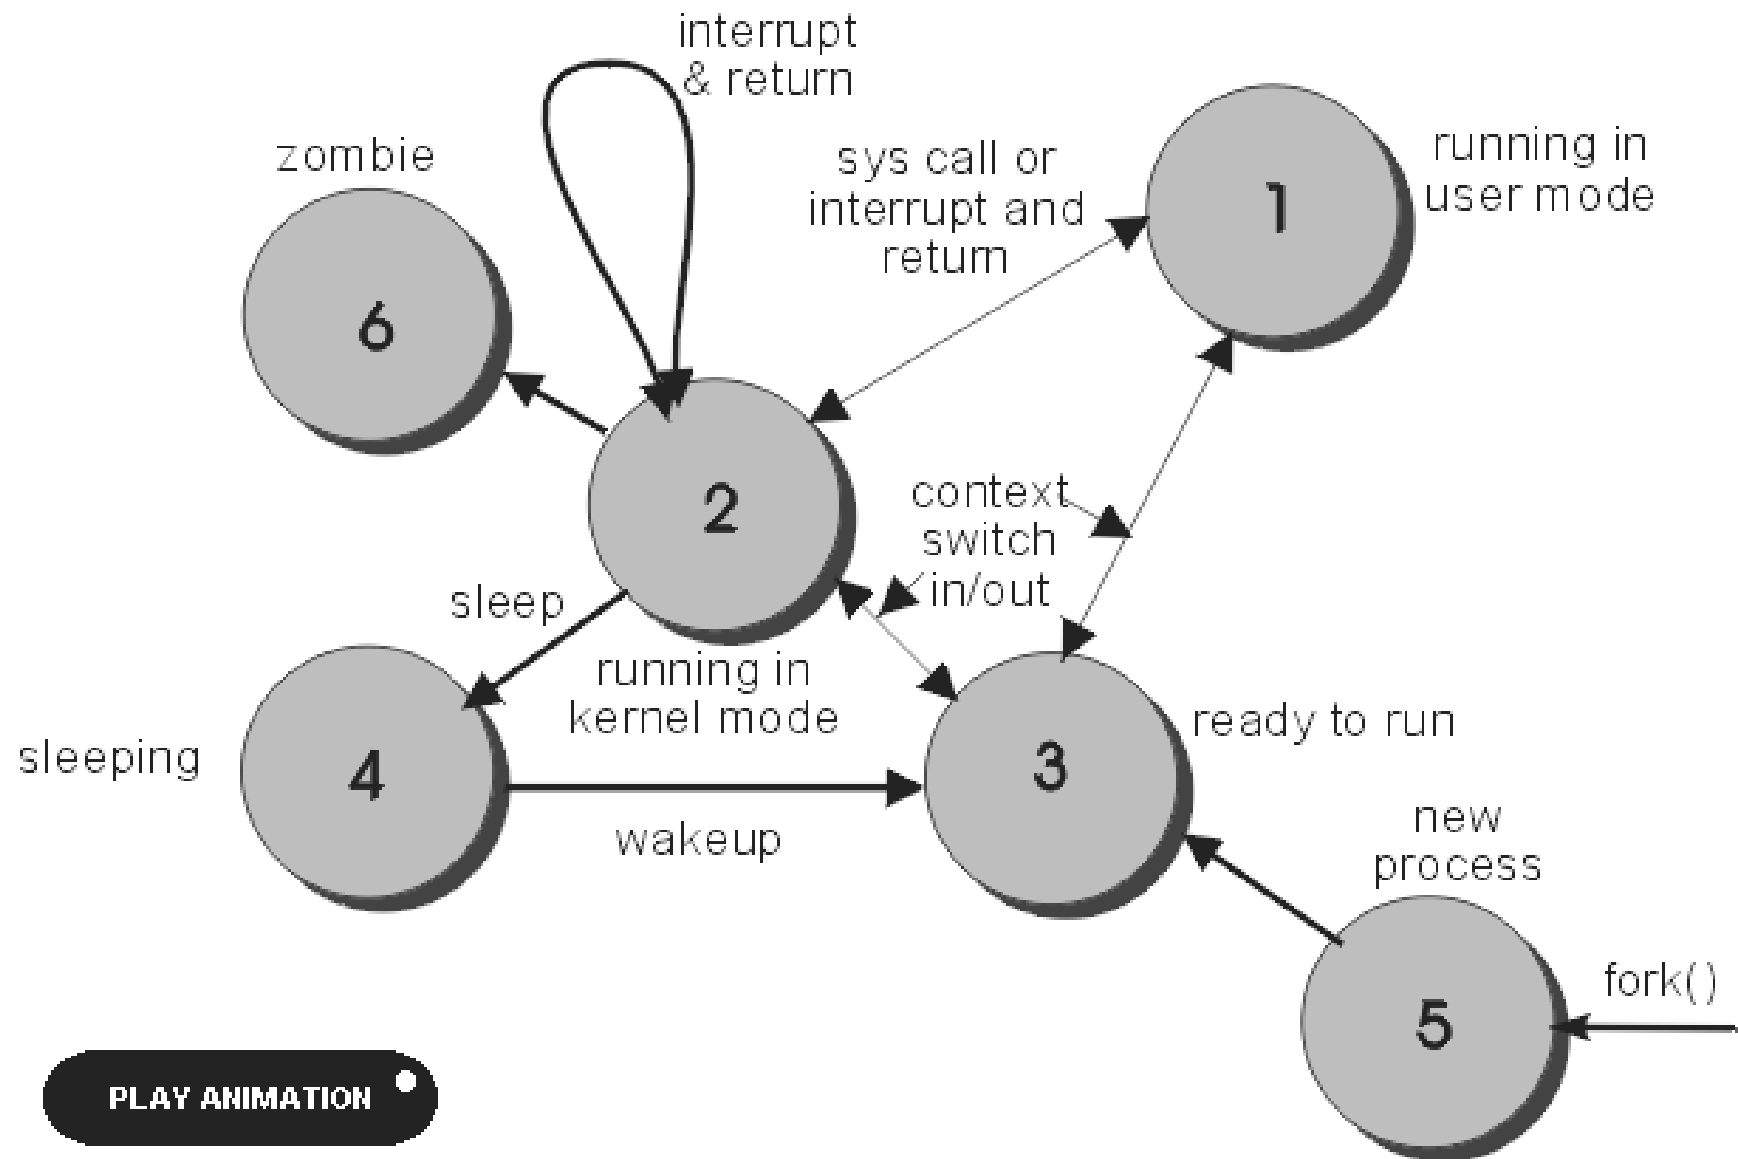 interrupt
& return
zombie
sys call or
interrupt and
return
running in
user mode
1
6
2
context
switch
in/out
sleep
running in
kernel mode
sleeping
4
3
ready to run
wakeup
new
process
fork()
5
PLAY ANIMATION